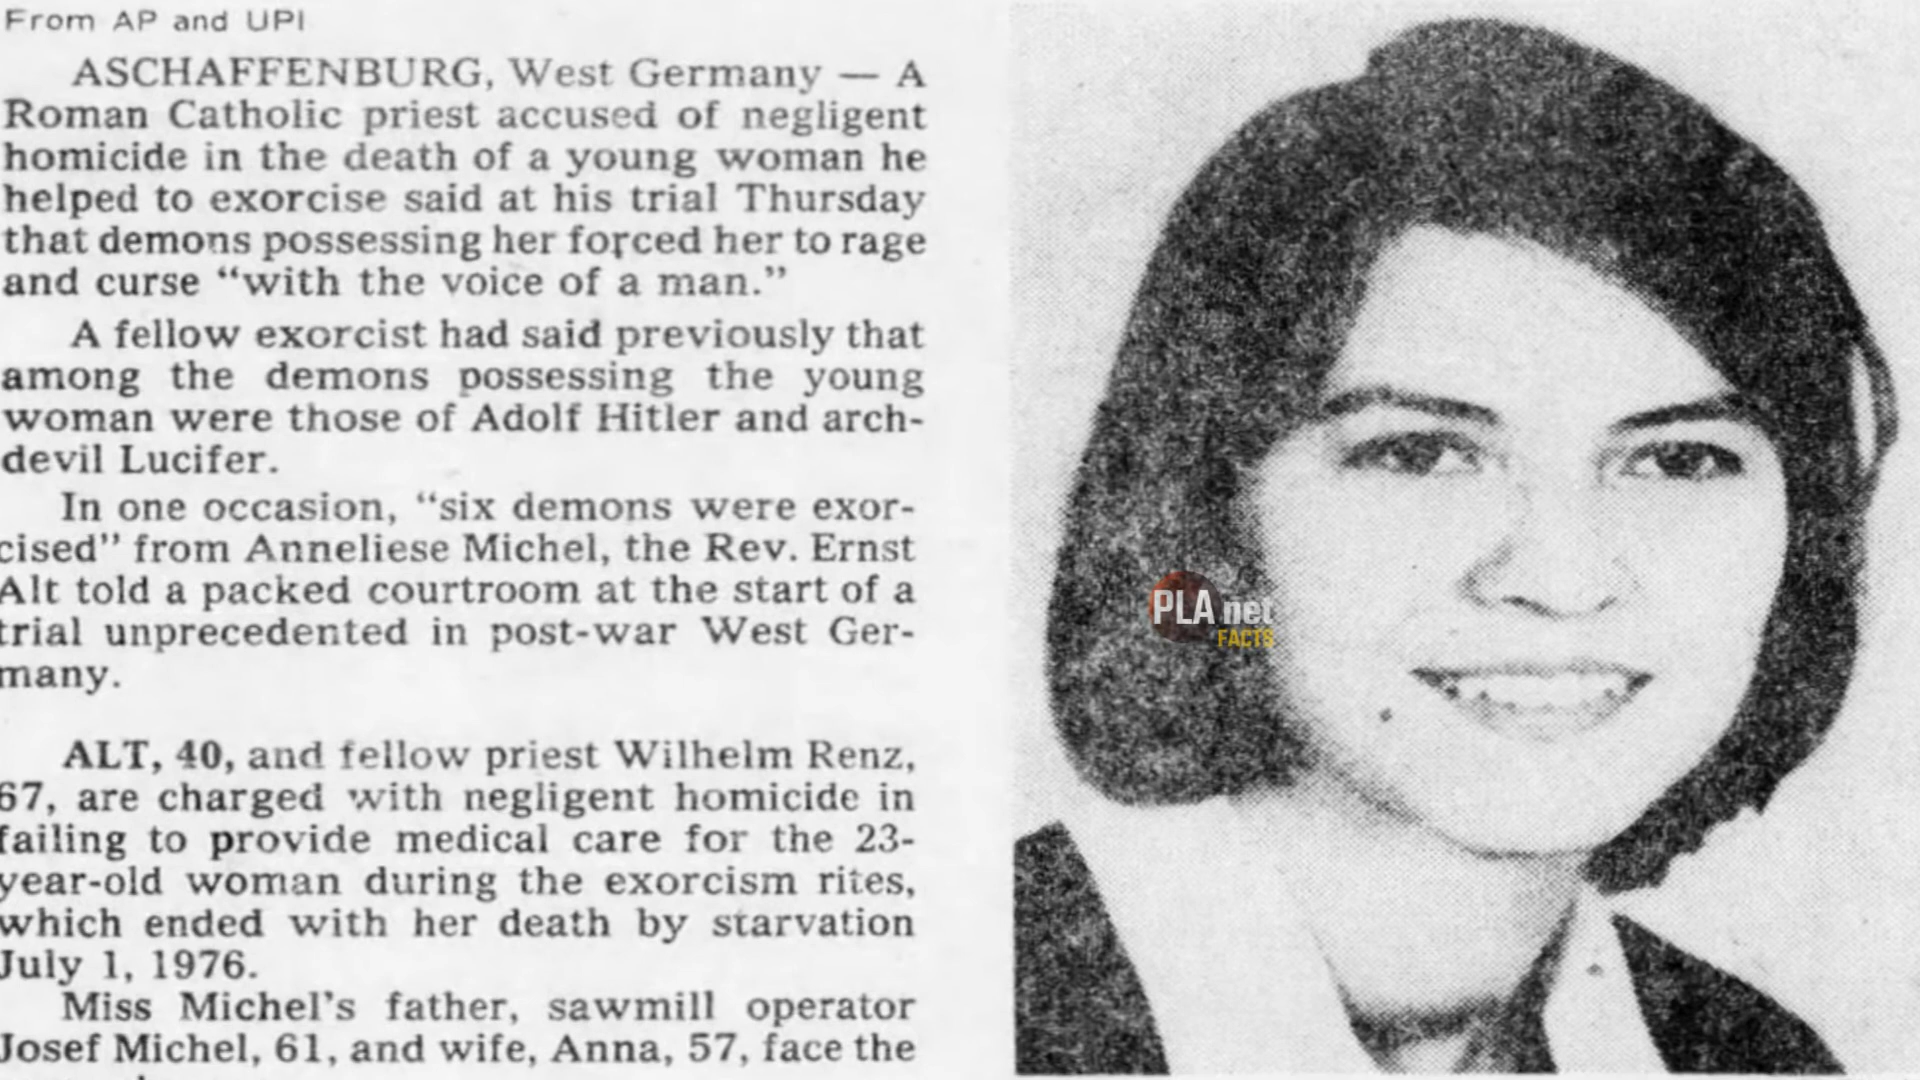 From AP and UPI
ASCHAFFENBURG, West Germany — A
Roman Catholic priest accused of negligent
homicide in the death of a young woman he
helped to exorcise said at his trial Thursday
that demons possessing her forced her to rage
and curse “with the voice of a man.”
A fellow exorcist had said previously that
among the demons possessing the young
woman were those of Adolf Hitler and arch-
devil Lucifer.
In one occasion, “six demons were exor-
cised” from Anneliese Michel, the Rev. Ernst
Alt told a packed courtroom at the start of a
trial unprecedented in post-war West Ger-
many.
ALT, 40, and fellow priest Wilhelm Renz,
67, are charged with negligent homicide in
failing to provide medical care for the 23-
year-old woman during the exorcism rites,
which ended with her death by starvation
July 1, 1976.
Miss Michel's father, sawmill operator
Josef Michel, 61, and wife, Anna, 57, face the
PLAnet
FACTS